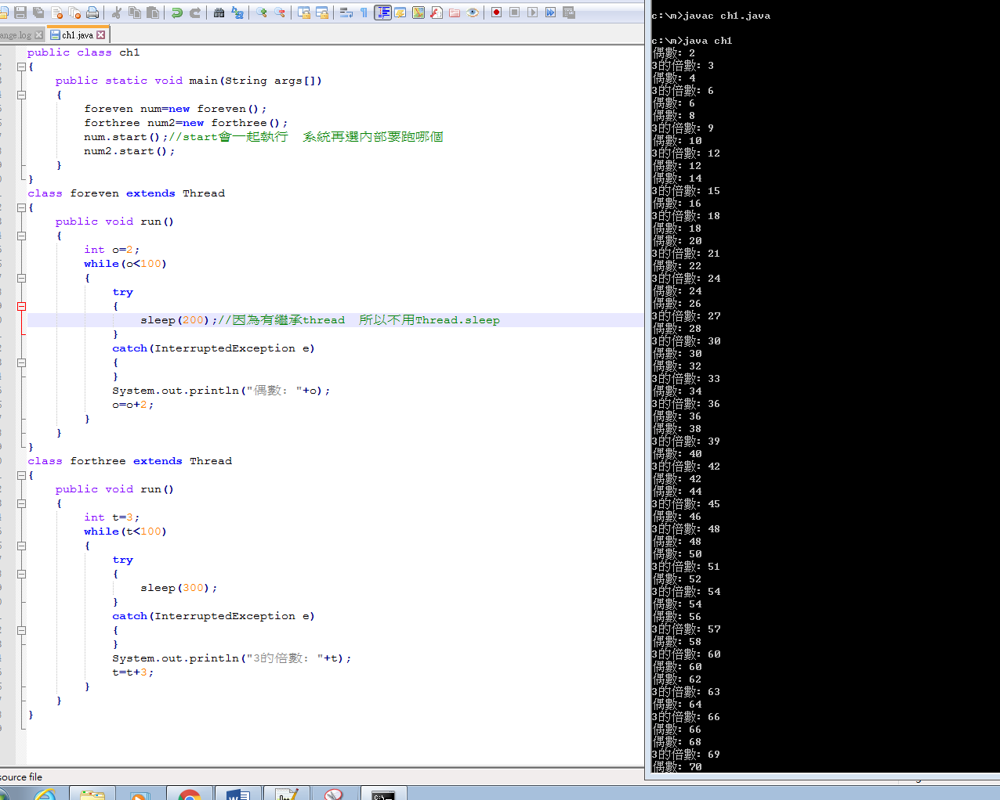 ange.log
ch1.java
public class ch1
{
public static void main(String args[])
{
foreven num=new foreven();
forthree num2=new forthree();
num.start();//start會一起執行  系統再選內部要跑哪個
num2.start();
}
}
class foreven extends Thread
{
public void run()
{
int o=2;
while(o<100)
{
try
{
sleep(200);//因為有繼承thread  所以不用Thread.sleep
}
catch(InterruptedException e)
{
}
System.out.println("偶數: "+o);
o=o+2;
}
}
}
class forthree extends Thread
{
public void run()
{
int t=3;
while(t<100)
{
try
{
sleep(300);
}
catch(InterruptedException e)
{
}
System.out.println("3的倍數: "+t);
t=t+3;
}
}
}
source file
c:\m>javac ch1.java
c:\m>java ch1
偶數: 2
3的倍數: 3
偶數: 4
3的倍數: 6
偶數: 6
偶數: 8
3的倍數: 9
偶數: 10
3的倍數: 12
偶數: 12
偶數: 14
3的倍數: 15
偶數: 16
3的倍數: 18
偶數: 18
偶數: 20
3的倍數: 21
偶數: 22
3的倍數: 24
偶數: 24
偶數: 26
3的倍數: 27
偶數: 28
3的倍數: 30
偶數: 30
偶數: 32
3的倍數: 33
偶數: 34
3的倍數: 36
偶數: 36
偶數: 38
3的倍數: 39
偶數: 40
3的倍數: 42
偶數: 42
偶數: 44
3的倍數: 45
偶數: 46
3的倍數: 48
偶數: 48
偶數: 50
3的倍數: 51
偶數: 52
3的倍數: 54
偶數: 54
偶數: 56
3的倍數: 57
偶數: 58
3的倍數: 60
偶數: 60
偶數: 62
3的倍數: 63
偶數: 64
3的倍數: 66
偶數: 66
偶數: 68
3的倍數: 69
偶數: 70